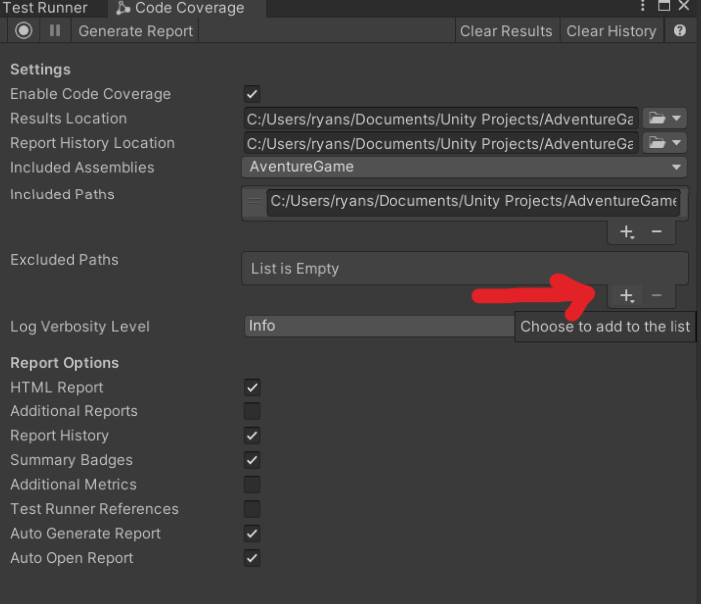 Test Runner Code Coverage
Generate Report Clear Results Clear History ?
Settings
Enable Code Coverage
Results Location C:/Users/ryans/Documents/Unity Projects/AdventureGa
Report History Location C:/Users/ryans/Documents/Unity Projects/AdventureGa
Included Assemblies AventureGame
Included Paths C:/Users/ryans/Documents/Unity Projects/AdventureGame
+ −
Excluded Paths List is Empty
+ −
Log Verbosity Level Info
Choose to add to the list
Report Options
HTML Report
Additional Reports
Report History
Summary Badges
Additional Metrics
Test Runner References
Auto Generate Report
Auto Open Report